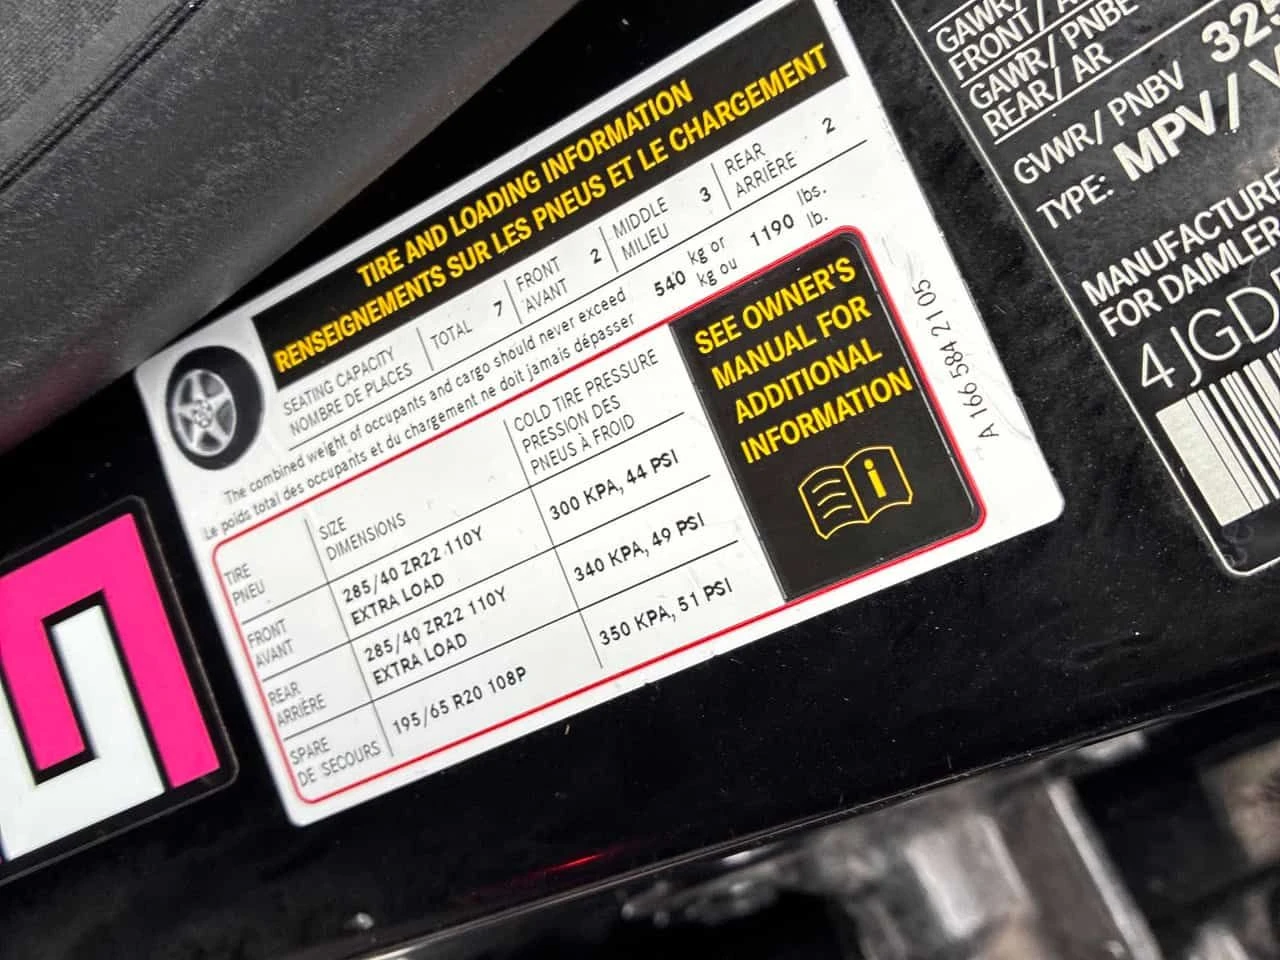 TIRE AND LOADING INFORMATION
RENSEIGNEMENTS SUR LES PNEUS ET LE CHARGEMENT
SEATING CAPACITY
NOMBRE DE PLACES
TOTAL 7
FRONT
AVANT
2
MIDDLE
MILIEU
3
REAR
ARRIÈRE
2
The combined weight of occupants and cargo should never exceed
Le poids total des occupants et du chargement ne doit jamais dépasser
540
kg or
kg ou
1190
lbs.
lb.
TIRE
PNEU
SIZE
DIMENSIONS
COLD TIRE PRESSURE
PRESSION DES
PNEUS À FROID
FRONT
AVANT
285/40 ZR22 110Y
EXTRA LOAD
300 KPA, 44 PSI
REAR
ARRIÈRE
285/40 ZR22 110Y
EXTRA LOAD
340 KPA, 49 PSI
SPARE
DE SECOURS
195/65 R20 108P
350 KPA, 51 PSI
SEE OWNER'S
MANUAL FOR
ADDITIONAL
INFORMATION
i
A 166 584 21 05
GAWR/
FRONT/
GAWR/ PNBE
REAR/ AR
GVWR/ PNBV 325
TYPE: MPV/
MANUFACTURE
FOR DAIMLER
4JGD